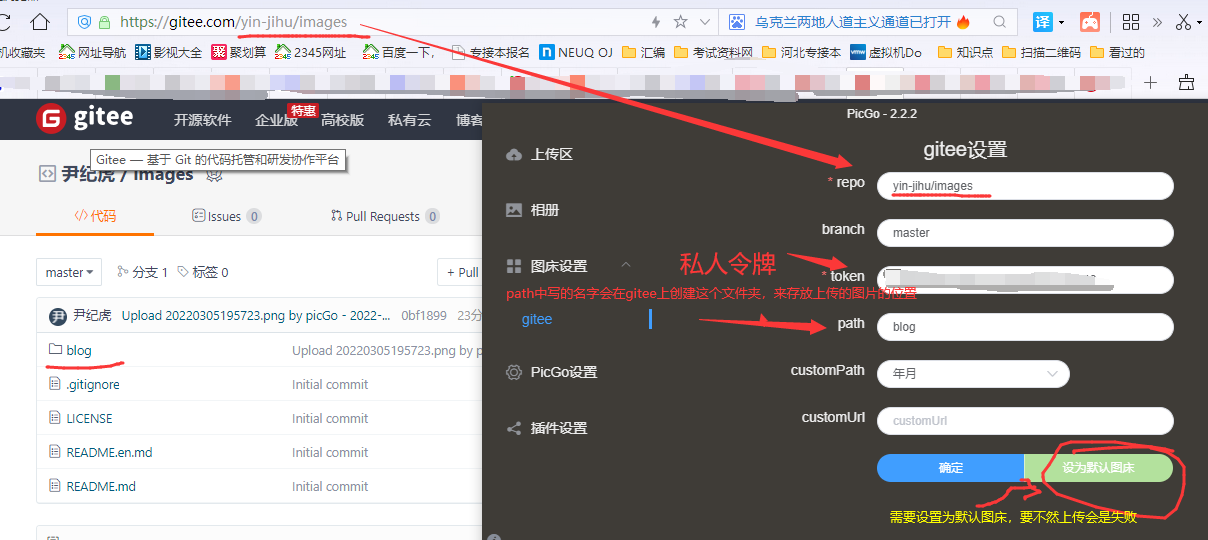 https://gitee.com/yin-jihu/images
乌克兰两地人道主义通道已打开
译
机收藏夹 网址导航 影视大全 聚划算 2345网址 百度一下, 专接本报名 NEUQ OJ 汇编 考试资料网 河北专接本 虚拟机Do 知识点 扫描二维码 看过的
gitee
特惠
开源软件 企业版 高校版 私有云 博客
Gitee — 基于 Git 的代码托管和研发协作平台
尹纪虎 / images
代码 Issues 0 Pull Requests 0
master 分支 1 标签 0 + Pull
尹纪虎 Upload 20220305195723.png by picGo - 2022-... 0bf1899 23分
blog Upload 20220305195723.png by p
.gitignore Initial commit
LICENSE Initial commit
README.en.md Initial commit
README.md Initial commit
PicGo - 2.2.2
上传区
相册
图床设置
gitee
PicGo设置
插件设置
gitee设置
* repo yin-jihu/images
branch master
私人令牌
* token
path中写的名字会在gitee上创建这个文件夹，来存放上传的图片的位置
path blog
customPath 年月
customUrl customUrl
确定 设为默认图床
需要设置为默认图床，要不然上传会是失败